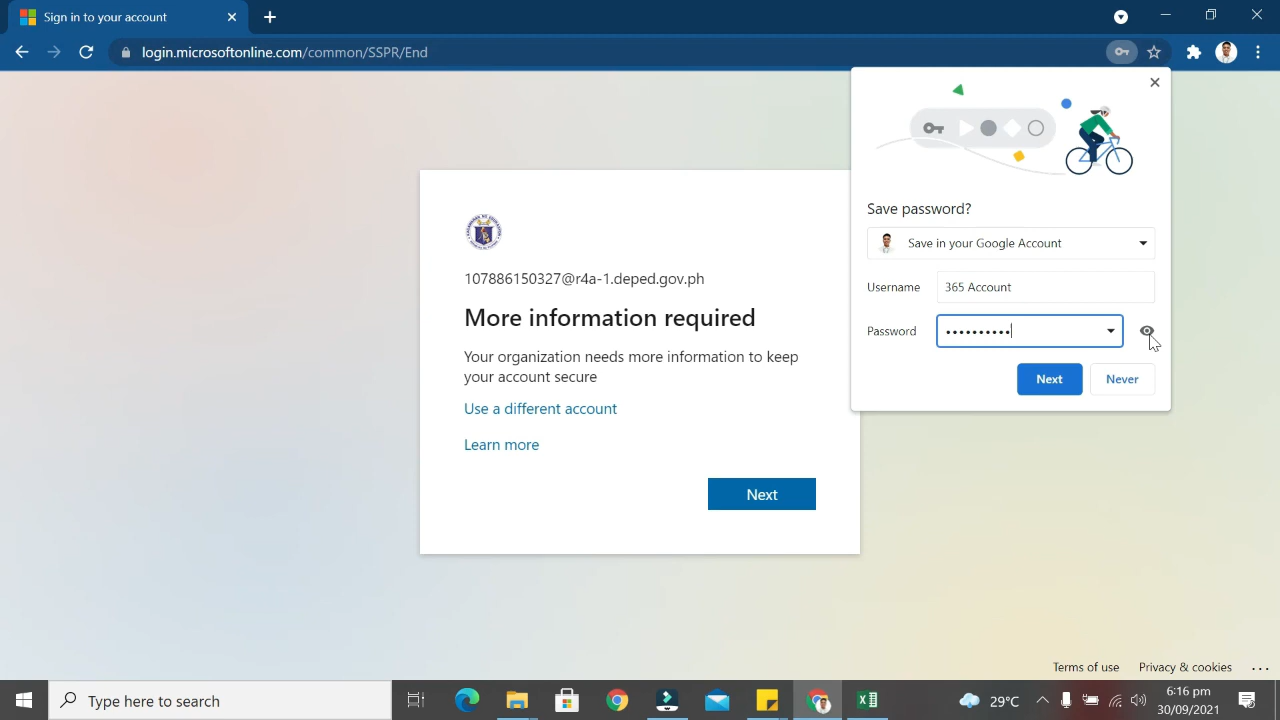 Sign in to your account
login.microsoftonline.com/common/SSPR/End
Save password?
Save in your Google Account
Username
365 Account
Password
••••••••••
Next
Never
107886150327@r4a-1.deped.gov.ph
More information required
Your organization needs more information to keep
your account secure
Use a different account
Learn more
Next
Terms of use
Privacy & cookies
...
Type here to search
29°C
6:16 pm
30/09/2021